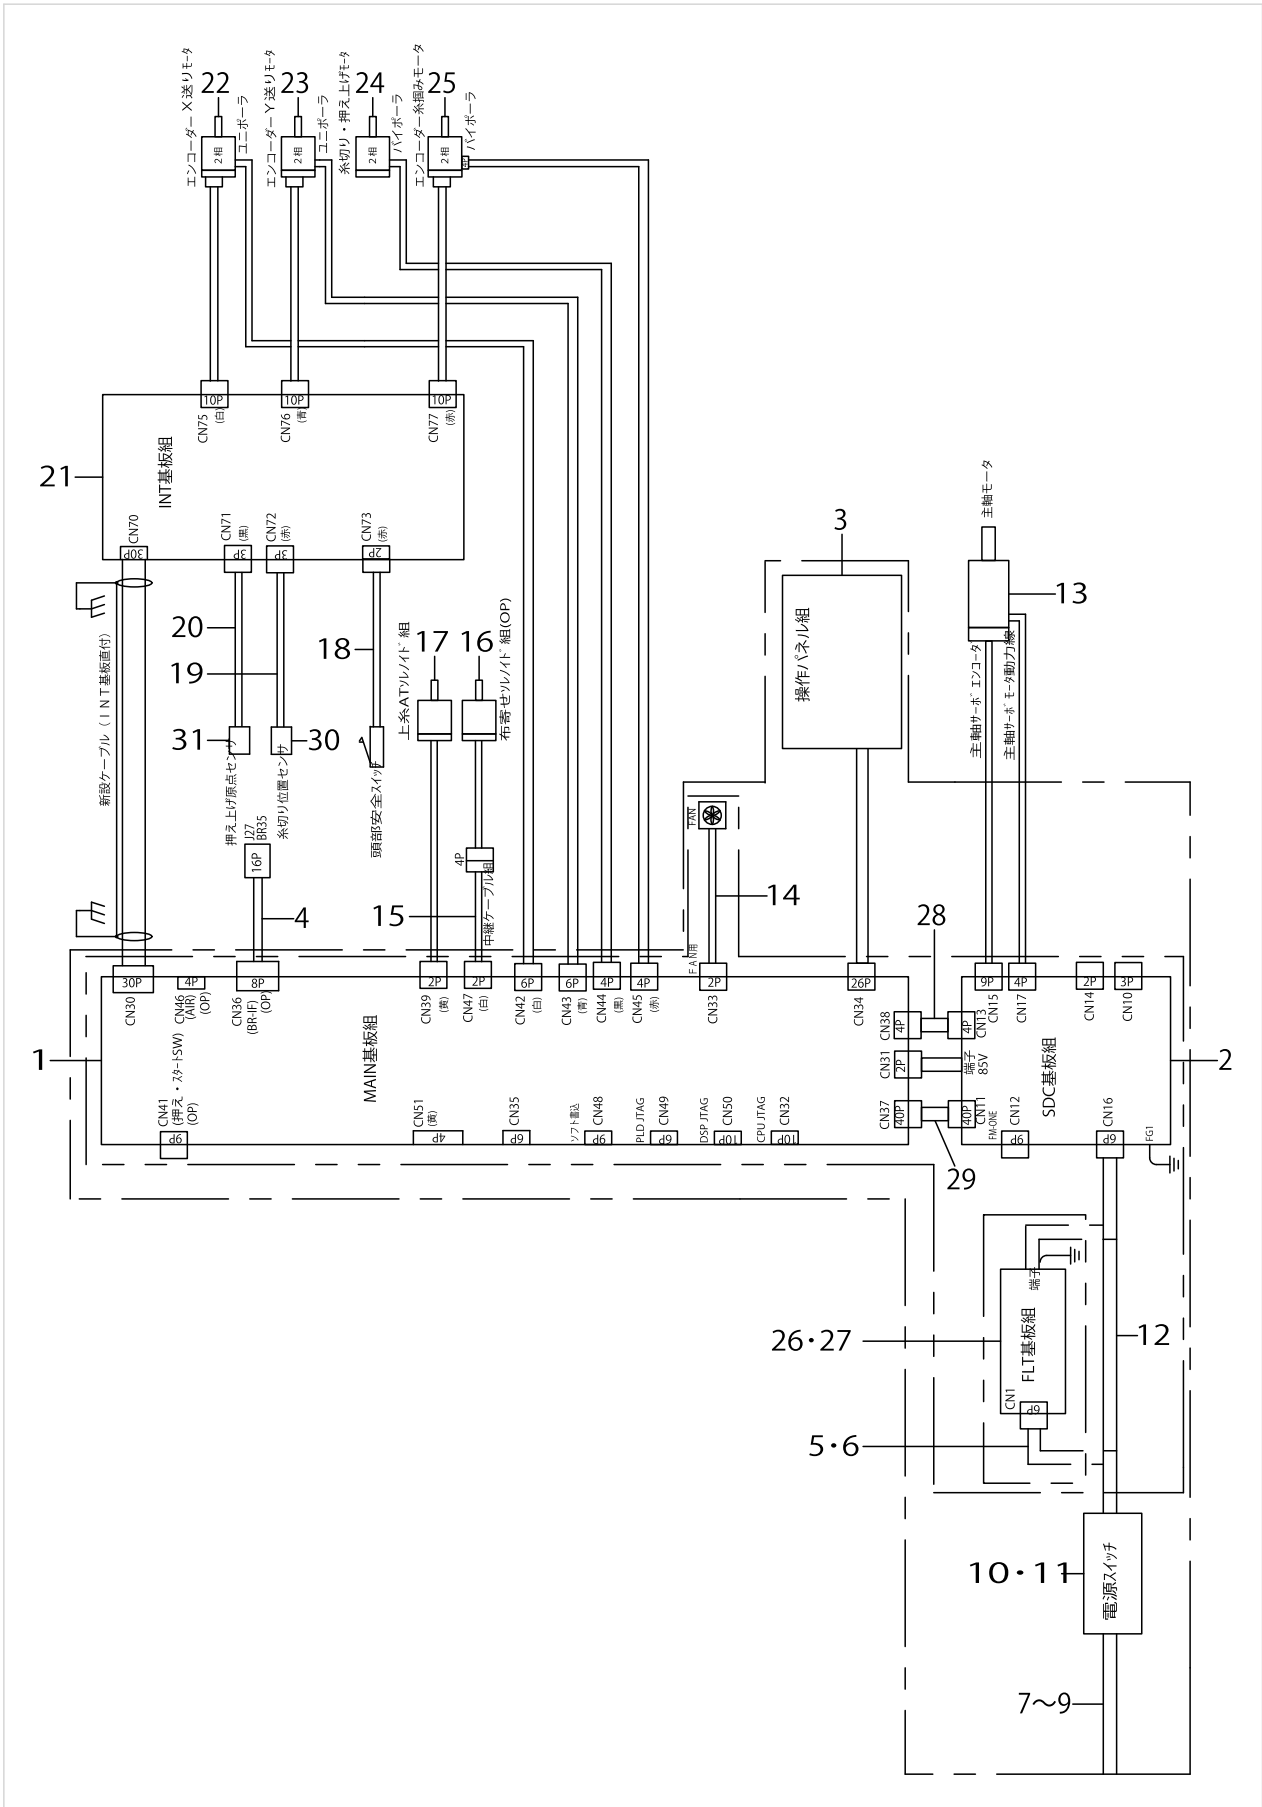 エンコーダー X送りモータ
22
ユニポーラ
2相
エンコーダー Y送りモータ
23
ユニポーラ
2相
糸切り・押え上げモータ
24
バイポーラ
2相
エンコーダー糸掴みモータ
25
バイポーラ
2相
4P
10P
CN75
(白)
10P
CN76
(青)
10P
CN77
(赤)
21
INT基板組
CN70
30P
CN71
(黒)
3P
CN72
(赤)
3P
CN73
(赤)
2P
新設ケーブル（ＩＮＴ基板直付）
20
19
18
31
押え上げ原点センサ
30
糸切り位置センサ
頭部安全スイッチ
17
上糸ATソレノイド組
16
布寄せソレノイド組(OP)
J27
BR35
16P
4
4P
中継ケーブル組
15
3
操作パネル組
主軸モータ
13
主軸サーボエンコーダ
主軸サーボモータ動力線
FAN
14
ＦＡＮ用
28
1
MAIN基板組
30P
CN30
4P
CN46
(AIR)
(OP)
8P
CN36
(BR-IF)
(OP)
2P
CN39
(黄)
2P
CN47
(白)
6P
CN42
(白)
6P
CN43
(青)
4P
CN44
(黒)
4P
CN45
(赤)
2P
CN33
26P
CN34
CN38
4P
CN31
2P
CN37
40P
CN41
(押え・スタートSW)
(OP)
9P
CN51
(黄)
4P
CN35
9P
ソフト書込
CN48
9P
PLD JTAG
CN49
6P
DSP JTAG
CN50
10P
CPU JTAG
CN32
10P
2
SDC基板組
9P
CN15
4P
CN17
2P
CN14
3P
CN10
4P
CN13
端子
85V
40P
CN11
FM-ONE
CN12
9P
CN16
6P
FG1
29
26・27
FLT基板組
端子
CN1
6P
12
5・6
10・11
電源スイッチ
7～9